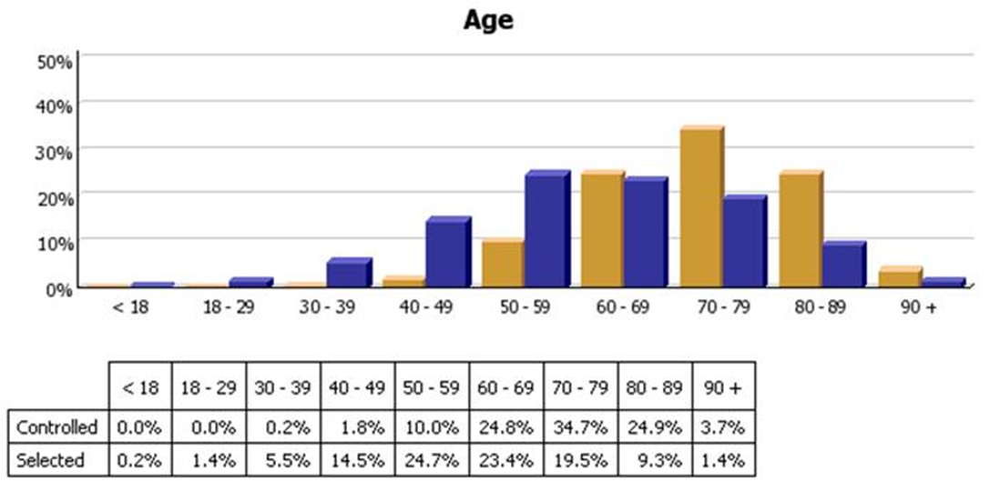 Age
50%
40%
30%
20%
10%
0%
< 18 18 - 29 30 - 39 40 - 49 50 - 59 60 - 69 70 - 79 80 - 89 90 +
< 18 18 - 29 30 - 39 40 - 49 50 - 59 60 - 69 70 - 79 80 - 89 90 +
Controlled 0.0% 0.0% 0.2% 1.8% 10.0% 24.8% 34.7% 24.9% 3.7%
Selected 0.2% 1.4% 5.5% 14.5% 24.7% 23.4% 19.5% 9.3% 1.4%